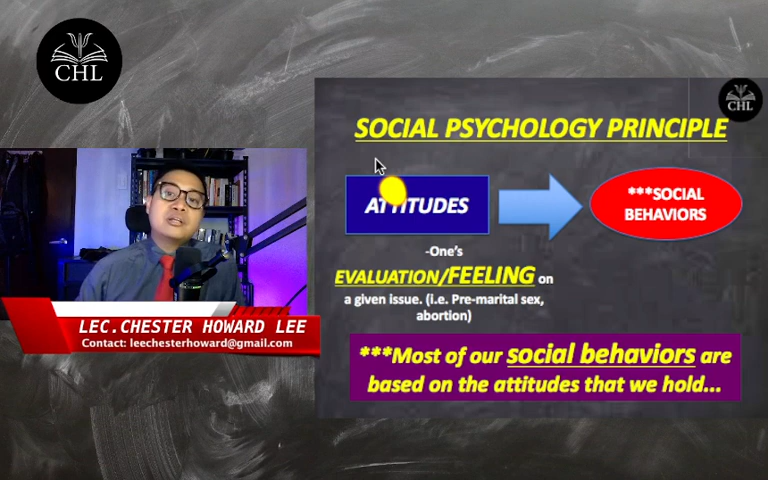 CHL
CHL
SOCIAL PSYCHOLOGY PRINCIPLE
ATTITUDES
***SOCIAL
BEHAVIORS
-One's
EVALUATION/FEELING on
a given issue. (i.e. Pre-marital sex,
abortion)
***Most of our social behaviors are
based on the attitudes that we hold...
LEC.CHESTER HOWARD LEE
Contact: leechesterhoward@gmail.com